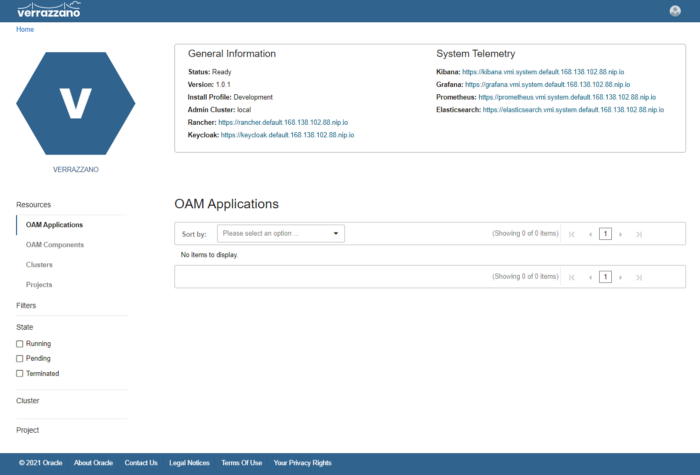 verrazzano
Home
V
VERRAZZANO
General Information
Status: Ready
Version: 1.0.1
Install Profile: Development
Admin Cluster: local
Rancher: https://rancher.default.168.138.102.88.nip.io
Keycloak: https://keycloak.default.168.138.102.88.nip.io
System Telemetry
Kibana: https://kibana.vmi.system.default.168.138.102.88.nip.io
Grafana: https://grafana.vmi.system.default.168.138.102.88.nip.io
Prometheus: https://prometheus.vmi.system.default.168.138.102.88.nip.io
Elasticsearch: https://elasticsearch.vmi.system.default.168.138.102.88.nip.io
Resources
OAM Applications
OAM Components
Clusters
Projects
Filters
State
Running
Pending
Terminated
Cluster
Project
OAM Applications
Sort by: Please select an option ... (Showing 0 of 0 items) 1
No items to display.
(Showing 0 of 0 items) 1
© 2021 Oracle About Oracle Contact Us Legal Notices Terms Of Use Your Privacy Rights